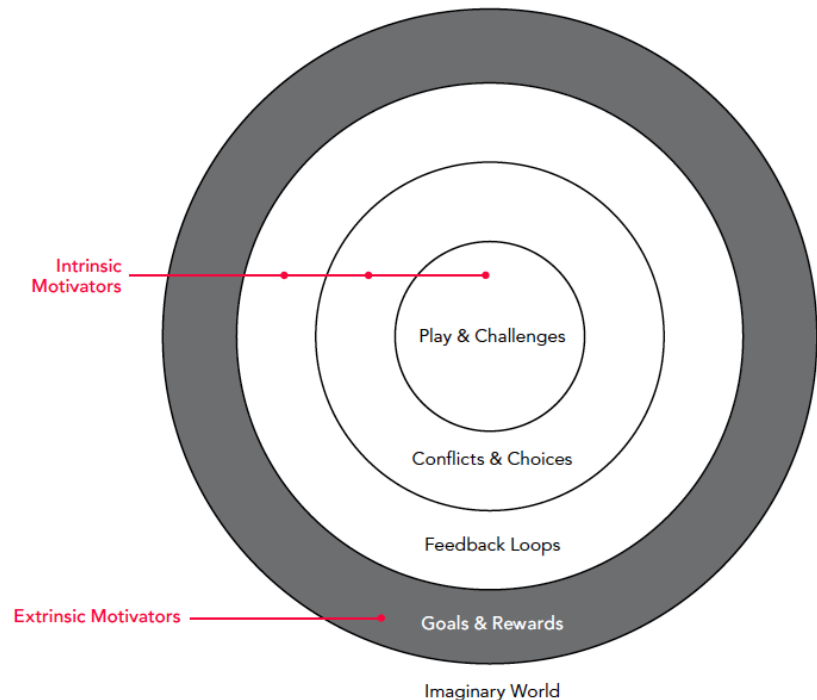 Intrinsic
Motivators
Play & Challenges
Conflicts & Choices
Feedback Loops
Extrinsic Motivators
Goals & Rewards
Imaginary World